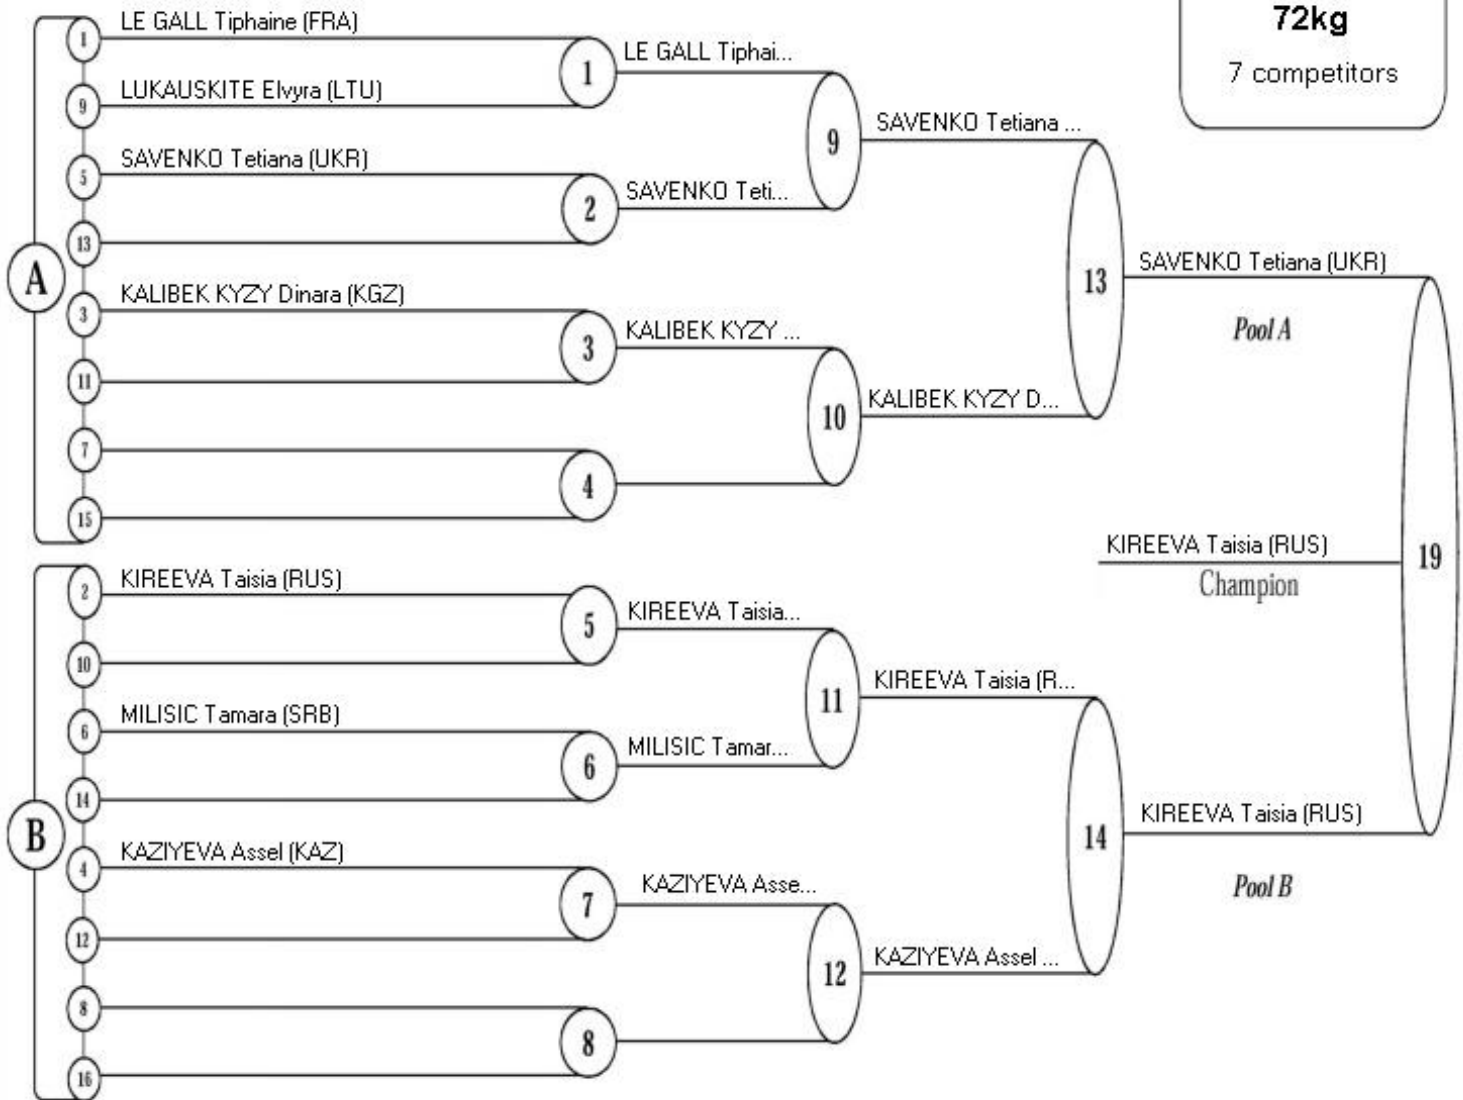 72kg
7 competitors
A
1
LE GALL Tiphaine (FRA)
9
LUKAUSKITE Elvyra (LTU)
5
SAVENKO Tetiana (UKR)
13
3
KALIBEK KYZY Dinara (KGZ)
11
7
15
1
LE GALL Tiphai...
2
SAVENKO Teti...
3
KALIBEK KYZY ...
4
9
SAVENKO Tetiana ...
10
KALIBEK KYZY D...
13
SAVENKO Tetiana (UKR)
Pool A
B
2
KIREEVA Taisia (RUS)
10
6
MILISIC Tamara (SRB)
14
4
KAZIYEVA Assel (KAZ)
12
8
16
5
KIREEVA Taisia...
6
MILISIC Tamar...
7
KAZIYEVA Asse...
8
11
KIREEVA Taisia (R...
12
KAZIYEVA Assel ...
14
KIREEVA Taisia (RUS)
Pool B
19
KIREEVA Taisia (RUS)
Champion